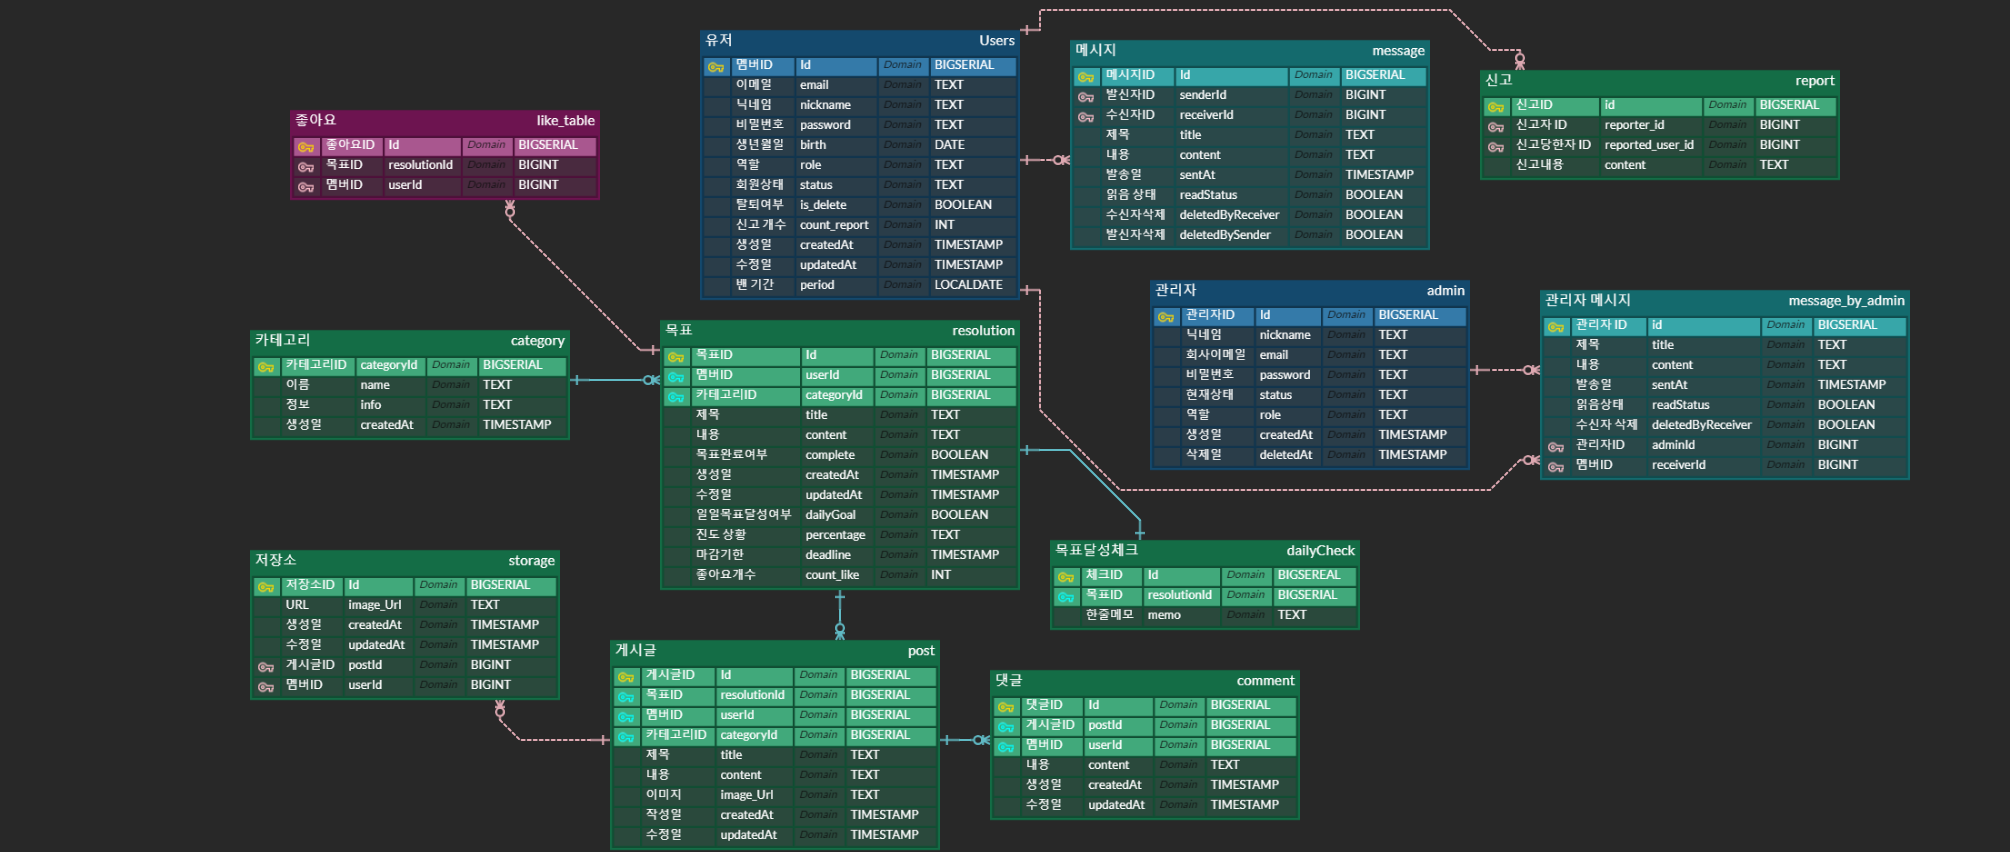 유저 Users
멤버ID Id Domain BIGSERIAL
이메일 email Domain TEXT
닉네임 nickname Domain TEXT
비밀번호 password Domain TEXT
생년월일 birth Domain DATE
역할 role Domain TEXT
회원상태 status Domain TEXT
탈퇴여부 is_delete Domain BOOLEAN
신고 개수 count_report Domain INT
생성일 createdAt Domain TIMESTAMP
수정일 updatedAt Domain TIMESTAMP
밴 기간 period Domain LOCALDATE
메시지 message
메시지ID Id Domain BIGSERIAL
발신자ID senderId Domain BIGINT
수신자ID receiverId Domain BIGINT
제목 title Domain TEXT
내용 content Domain TEXT
발송일 sentAt Domain TIMESTAMP
읽음 상태 readStatus Domain BOOLEAN
수신자삭제 deletedByReceiver Domain BOOLEAN
발신자삭제 deletedBySender Domain BOOLEAN
신고 report
신고ID id Domain BIGSERIAL
신고자 ID reporter_id Domain BIGINT
신고당한자 ID reported_user_id Domain BIGINT
신고내용 content Domain TEXT
좋아요 like_table
좋아요ID Id Domain BIGSERIAL
목표ID resolutionId Domain BIGINT
멤버ID userId Domain BIGINT
관리자 admin
관리자ID Id Domain BIGSERIAL
닉네임 nickname Domain TEXT
회사이메일 email Domain TEXT
비밀번호 password Domain TEXT
현재상태 status Domain TEXT
역할 role Domain TEXT
생성일 createdAt Domain TIMESTAMP
삭제일 deletedAt Domain TIMESTAMP
관리자 메시지 message_by_admin
관리자 ID id Domain BIGSERIAL
제목 title Domain TEXT
내용 content Domain TEXT
발송일 sentAt Domain TIMESTAMP
읽음상태 readStatus Domain BOOLEAN
수신자 삭제 deletedByReceiver Domain BOOLEAN
관리자ID adminId Domain BIGINT
멤버ID receiverId Domain BIGINT
카테고리 category
카테고리ID categoryId Domain BIGSERIAL
이름 name Domain TEXT
정보 info Domain TEXT
생성일 createdAt Domain TIMESTAMP
목표 resolution
목표ID Id Domain BIGSERIAL
멤버ID userId Domain BIGSERIAL
카테고리ID categoryId Domain BIGSERIAL
제목 title Domain TEXT
내용 content Domain TEXT
목표완료여부 complete Domain BOOLEAN
생성일 createdAt Domain TIMESTAMP
수정일 updatedAt Domain TIMESTAMP
일일목표달성여부 dailyGoal Domain BOOLEAN
진도 상황 percentage Domain TEXT
마감기한 deadline Domain TIMESTAMP
좋아요개수 count_like Domain INT
목표달성체크 dailyCheck
체크ID Id Domain BIGSEREAL
목표ID resolutionId Domain BIGSERIAL
한줄메모 memo Domain TEXT
저장소 storage
저장소ID Id Domain BIGSERIAL
URL image_Url Domain TEXT
생성일 createdAt Domain TIMESTAMP
수정일 updatedAt Domain TIMESTAMP
게시글ID postId Domain BIGINT
멤버ID userId Domain BIGINT
게시글 post
게시글ID Id Domain BIGSERIAL
목표ID resolutionId Domain BIGSERIAL
멤버ID userId Domain BIGSERIAL
카테고리ID categoryId Domain BIGSERIAL
제목 title Domain TEXT
내용 content Domain TEXT
이미지 image_Url Domain TEXT
작성일 createdAt Domain TIMESTAMP
수정일 updatedAt Domain TIMESTAMP
댓글 comment
댓글ID Id Domain BIGSERIAL
게시글ID postId Domain BIGSERIAL
멤버ID userId Domain BIGSERIAL
내용 content Domain TEXT
생성일 createdAt Domain TIMESTAMP
수정일 updatedAt Domain TIMESTAMP